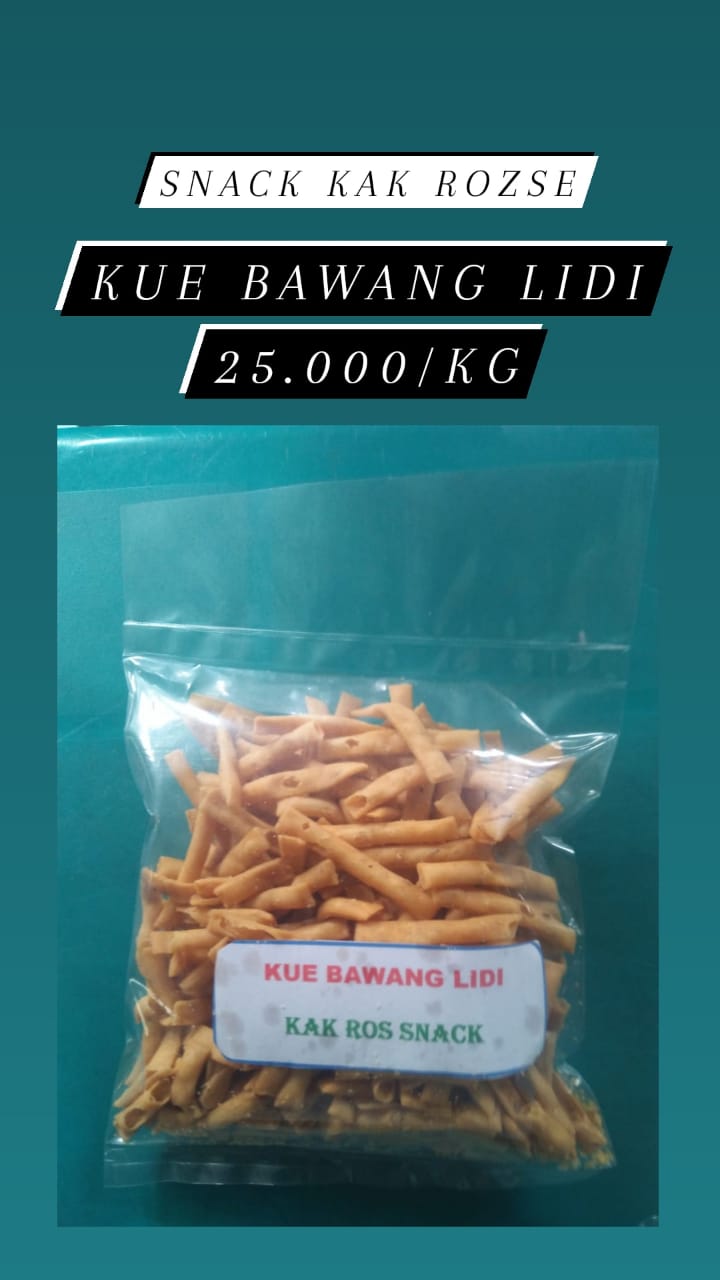 SNACK KAK ROZSE
KUE BAWANG LIDI
25.000/KG
KUE BAWANG LIDI
KAK ROS SNACK